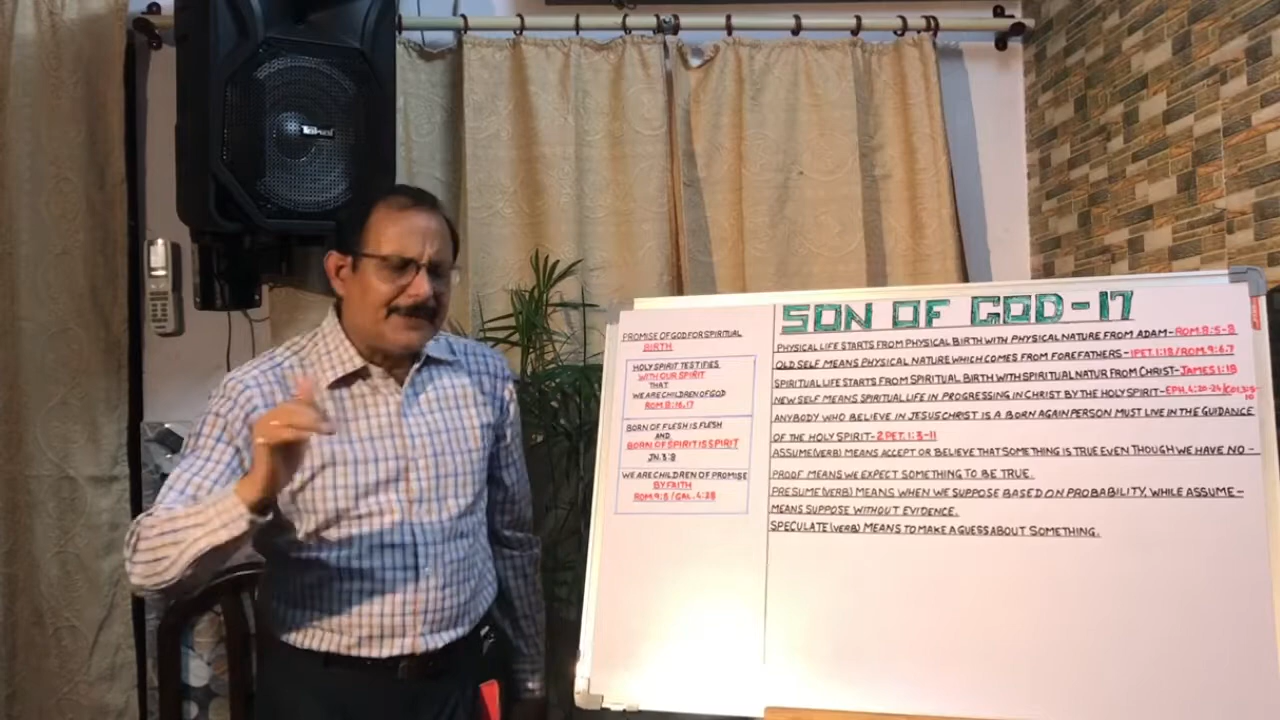 SON OF GOD-17
PROMISE OF GOD FOR SPIRITUAL
BIRTH
HOLY SPIRIT TESTIFIES
WITH OUR SPIRIT
THAT
WE ARE CHILDREN OF GOD
ROM.8:16,17
BORN OF FLESH IS FLESH
AND
BORN OF SPIRIT IS SPIRIT
JN.3:8
WE ARE CHILDREN OF PROMISE
BY FAITH
ROM.9:8/GAL.4:28
PHYSICAL LIFE STARTS FROM PHYSICAL BIRTH WITH PHYSICAL NATURE FROM ADAM-ROM.8:5-8
OLD SELF MEANS PHYSICAL NATURE WHICH COMES FROM FOREFATHERS-1PET.1:18/ROM.9:6,7
SPIRITUAL LIFE STARTS FROM SPIRITUAL BIRTH WITH SPIRITUAL NATUR FROM CHRIST-JAMES 1:18
NEW SELF MEANS SPIRITUAL LIFE IN PROGRESSING IN CHRIST BY THE HOLY SPIRIT-EPH.4:20-24/COL.3:5-10
ANYBODY WHO BELIEVE IN JESUS CHRIST IS A BORN AGAIN PERSON MUST LIVE IN THE GUIDANCE
OF THE HOLY SPIRIT-2PET.1:3-11
ASSUME(VERB) MEANS ACCEPT OR BELIEVE THAT SOMETHING IS TRUE EVEN THOUGH WE HAVE NO-
PROOF MEANS WE EXPECT SOMETHING TO BE TRUE.
PRESUME(VERB) MEANS WHEN WE SUPPOSE BASED ON PROBABILITY, WHILE ASSUME-
MEANS SUPPOSE WITHOUT EVIDENCE.
SPECULATE(VERB) MEANS TO MAKE A GUESS ABOUT SOMETHING.